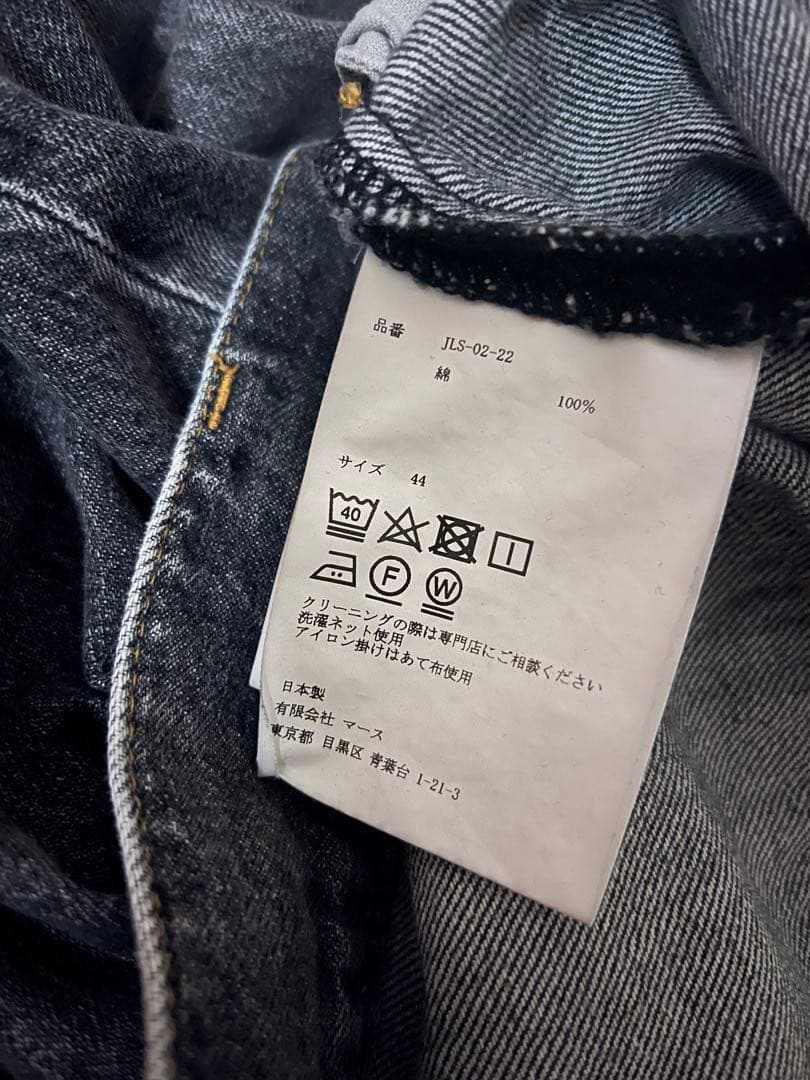 品番 JLS-02-22
綿 100%
サイズ 44
40
F W
クリーニングの際は専門店にご相談ください
洗濯ネット使用
アイロン掛けはあて布使用
日本製
有限会社 マース
東京都 目黒区 青葉台 1-21-3